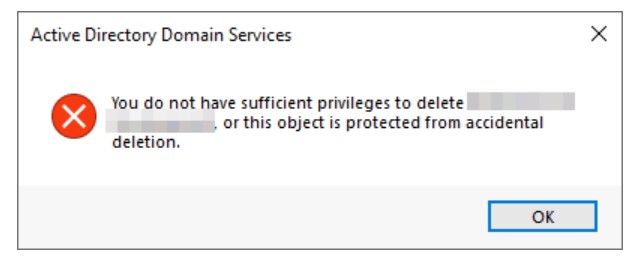 Active Directory Domain Services
You do not have sufficient privileges to delete
, or this object is protected from accidental
deletion.
OK